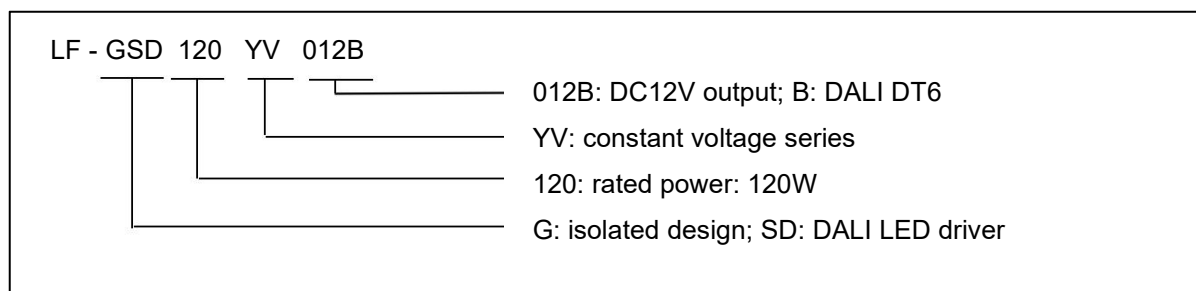 LF - GSD 120 YV 012B
012B: DC12V output; B: DALI DT6
YV: constant voltage series
120: rated power: 120W
G: isolated design; SD: DALI LED driver